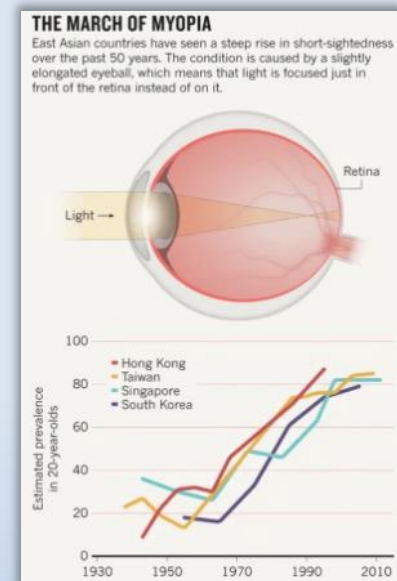 THE MARCH OF MYOPIA
East Asian countries have seen a steep rise in short-sightedness
over the past 50 years. The condition is caused by a slightly
elongated eyeball, which means that light is focused just in
front of the retina instead of on it.
Retina
Light
100
80
60
40
20
0
Estimated prevalence
in 20-year-olds
Hong Kong
Taiwan
Singapore
South Korea
1930
1950
1970
1990
2010